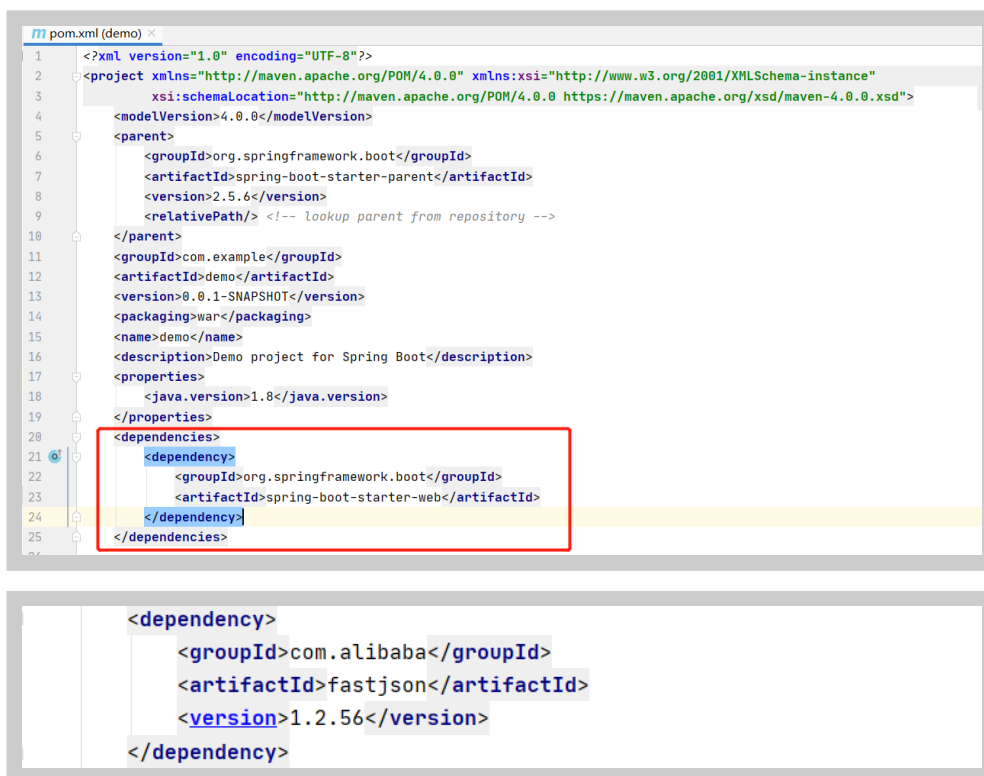 pom.xml (demo)
1 <?xml version="1.0" encoding="UTF-8"?>
2 <project xmlns="http://maven.apache.org/POM/4.0.0" xmlns:xsi="http://www.w3.org/2001/XMLSchema-instance"
3 xsi:schemaLocation="http://maven.apache.org/POM/4.0.0 https://maven.apache.org/xsd/maven-4.0.0.xsd">
4 <modelVersion>4.0.0</modelVersion>
5 <parent>
6 <groupId>org.springframework.boot</groupId>
7 <artifactId>spring-boot-starter-parent</artifactId>
8 <version>2.5.6</version>
9 <relativePath/> <!-- lookup parent from repository -->
10 </parent>
11 <groupId>com.example</groupId>
12 <artifactId>demo</artifactId>
13 <version>0.0.1-SNAPSHOT</version>
14 <packaging>war</packaging>
15 <name>demo</name>
16 <description>Demo project for Spring Boot</description>
17 <properties>
18 <java.version>1.8</java.version>
19 </properties>
20 <dependencies>
21 <dependency>
22 <groupId>org.springframework.boot</groupId>
23 <artifactId>spring-boot-starter-web</artifactId>
24 </dependency>
25 </dependencies>
<dependency>
<groupId>com.alibaba</groupId>
<artifactId>fastjson</artifactId>
<version>1.2.56</version>
</dependency>